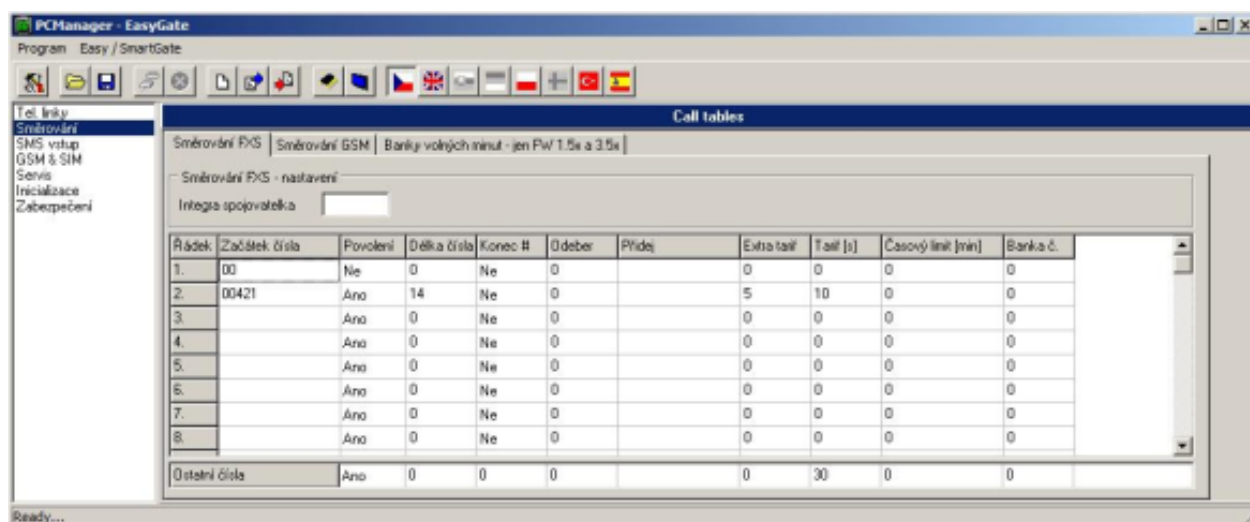 PCManager - EasyGate
Program Easy / SmartGate
Tel. linky
Směrování
SMS vstup
GSM & SIM
Servis
Inicializace
Zabezpečení
Call tables
Směrování FXS Směrování GSM Banky volných minut - jen FW 1.5x a 3.5x
Směrování FXS - nastavení
Integra spojovatelka
Řádek Začátek čísla Povolení Délka čísla Konec # Odeber Přidej Extra tarif Tarif [s] Časový limit [min] Banka č.
1. 00 Ne 0 Ne 0 0 0 0 0
2. 00421 Ano 14 Ne 0 5 10 0 0
3. Ano 0 Ne 0 0 0 0 0
4. Ano 0 Ne 0 0 0 0 0
5. Ano 0 Ne 0 0 0 0 0
6. Ano 0 Ne 0 0 0 0 0
7. Ano 0 Ne 0 0 0 0 0
8. Ano 0 Ne 0 0 0 0 0
Ostatní čísla Ano 0 0 0 0 30 0 0
Ready...